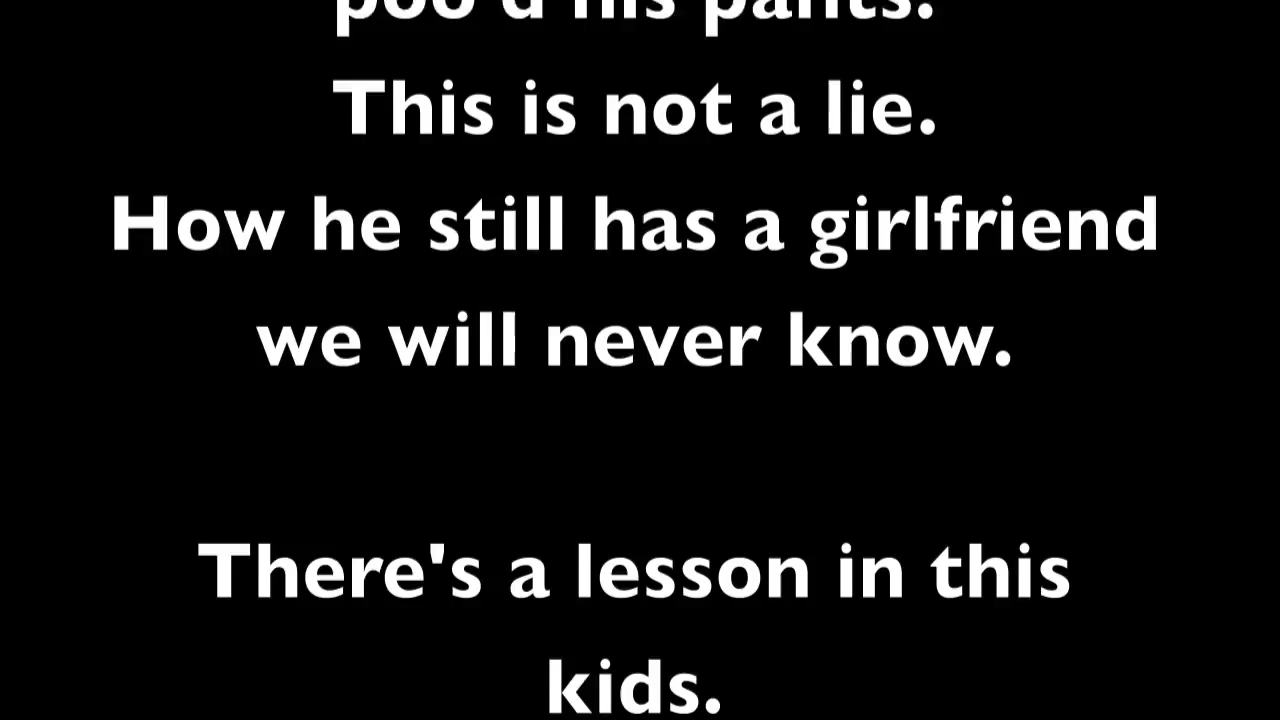 poo'd his pants.
This is not a lie.
How he still has a girlfriend
we will never know.
There's a lesson in this
kids.